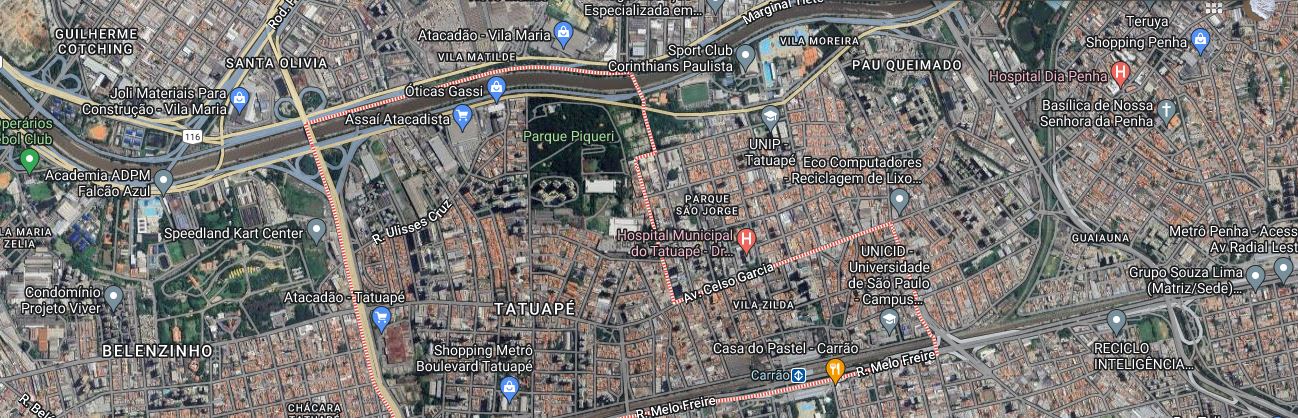 Especializada em...
GUILHERME
COTCHING
Rod.
Atacadão - Vila Maria
Marginal
Teruya
Shopping Penha
VILA MATILDE
Sport Club
Corinthians Paulista
VILA MOREIRA
SANTA OLIVIA
PAU QUEIMADO
Hospital Dia Penha
H
Joli Materiais Para
Construção - Vila Maria
Óticas Gassi
Assaí Atacadista
Basílica de Nossa
Senhora da Penha
116
Parque Piqueri
UNIP -
Tatuapé
Eco Computadores
- Reciclagem de Lixo...
Academia ADPM
Falcão Azul
PARQUE
SÃO JORGE
R. Ulisses Cruz
Speedland Kart Center
Hospital Municipal
do Tatuapé - Dr...
H
UNICID -
Universidade
de São Paulo
- Campus...
GUAIAUNA
Metrô Penha - Aces
Av Radial Lest
VILA MARIA
ZELIA
Av. Celso Garcia
Grupo Souza Lima
(Matriz/Sede)...
Condomínio
Projeto Viver
Atacadão - Tatuapé
TATUAPÉ
VILA ZILDA
BELENZINHO
Shopping Metrô
Boulevard Tatuapé
Casa do Pastel - Carrão
Carrão
R. Melo Freire
RECICLO
INTELIGÊNCIA...
R. Melo Freire
CHÁCARA